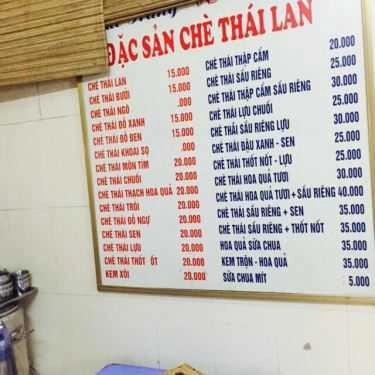 ĐẶC SẢN CHÈ THÁI LAN
CHÈ THÁI LAN 15.000
CHÈ THÁI BƯỞI 15.000
CHÈ THÁI NGÔ .000
CHÈ THÁI ĐỖ XANH 15.000
CHÈ THÁI ĐỖ ĐEN 15.000
CHÈ THÁI KHOAI SỌ .000
CHÈ THÁI MÔN TÍM 20.000
CHÈ THÁI CHUỐI 20.000
CHÈ THÁI THẠCH HOA QUẢ 20.000
CHÈ THÁI TRÔI 20.000
CHÈ THÁI ĐỖ NGỰ 20.000
CHÈ THÁI SEN 20.000
CHÈ THÁI LỰU 20.000
CHÈ THÁI THỐT ỐT 20.000
KEM XÔI 20.000
CHÈ THÁI THẬP CẨM 20.000
CHÈ THÁI SẦU RIÊNG 25.000
CHÈ THÁI THẬP CẨM SẦU RIÊNG 30.000
CHÈ THÁI LỰU CHUỐI 25.000
CHÈ THÁI SẦU RIÊNG LỰU 30.000
CHÈ THÁI ĐẬU XANH - SEN 25.000
CHÈ THÁI THỐT NỐT - LỰU 25.000
CHÈ THÁI HOA QUẢ TƯƠI 30.000
CHÈ THÁI HOA QUẢ TƯƠI + SẦU RIÊNG 40.000
CHÈ THÁI SẦU RIÊNG + SEN 35.000
CHÈ THÁI SẦU RIÊNG + THỐT NỐT 35.000
HOA QUẢ SỮA CHUA 35.000
KEM TRỘN - HOA QUẢ 35.000
SỮA CHUA MÍT 5.000